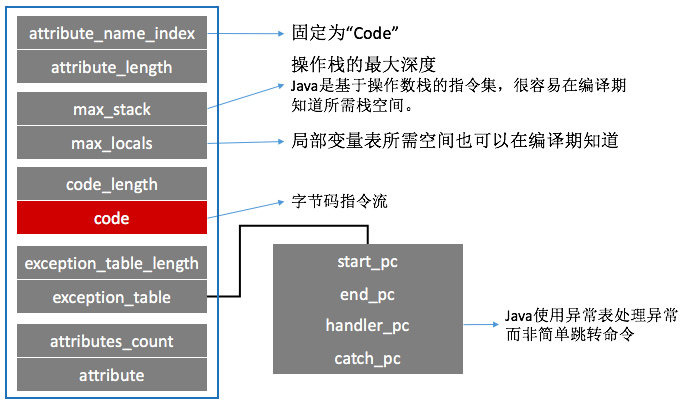 attribute_name_index
固定为“Code”
attribute_length
操作栈的最大深度
Java是基于操作数栈的指令集，很容易在编译期
知道所需栈空间。
max_stack
max_locals
局部变量表所需空间也可以在编译期知道
code_length
code
字节码指令流
exception_table_length
exception_table
start_pc
end_pc
handler_pc
catch_pc
Java使用异常表处理异常
而非简单跳转命令
attributes_count
attribute